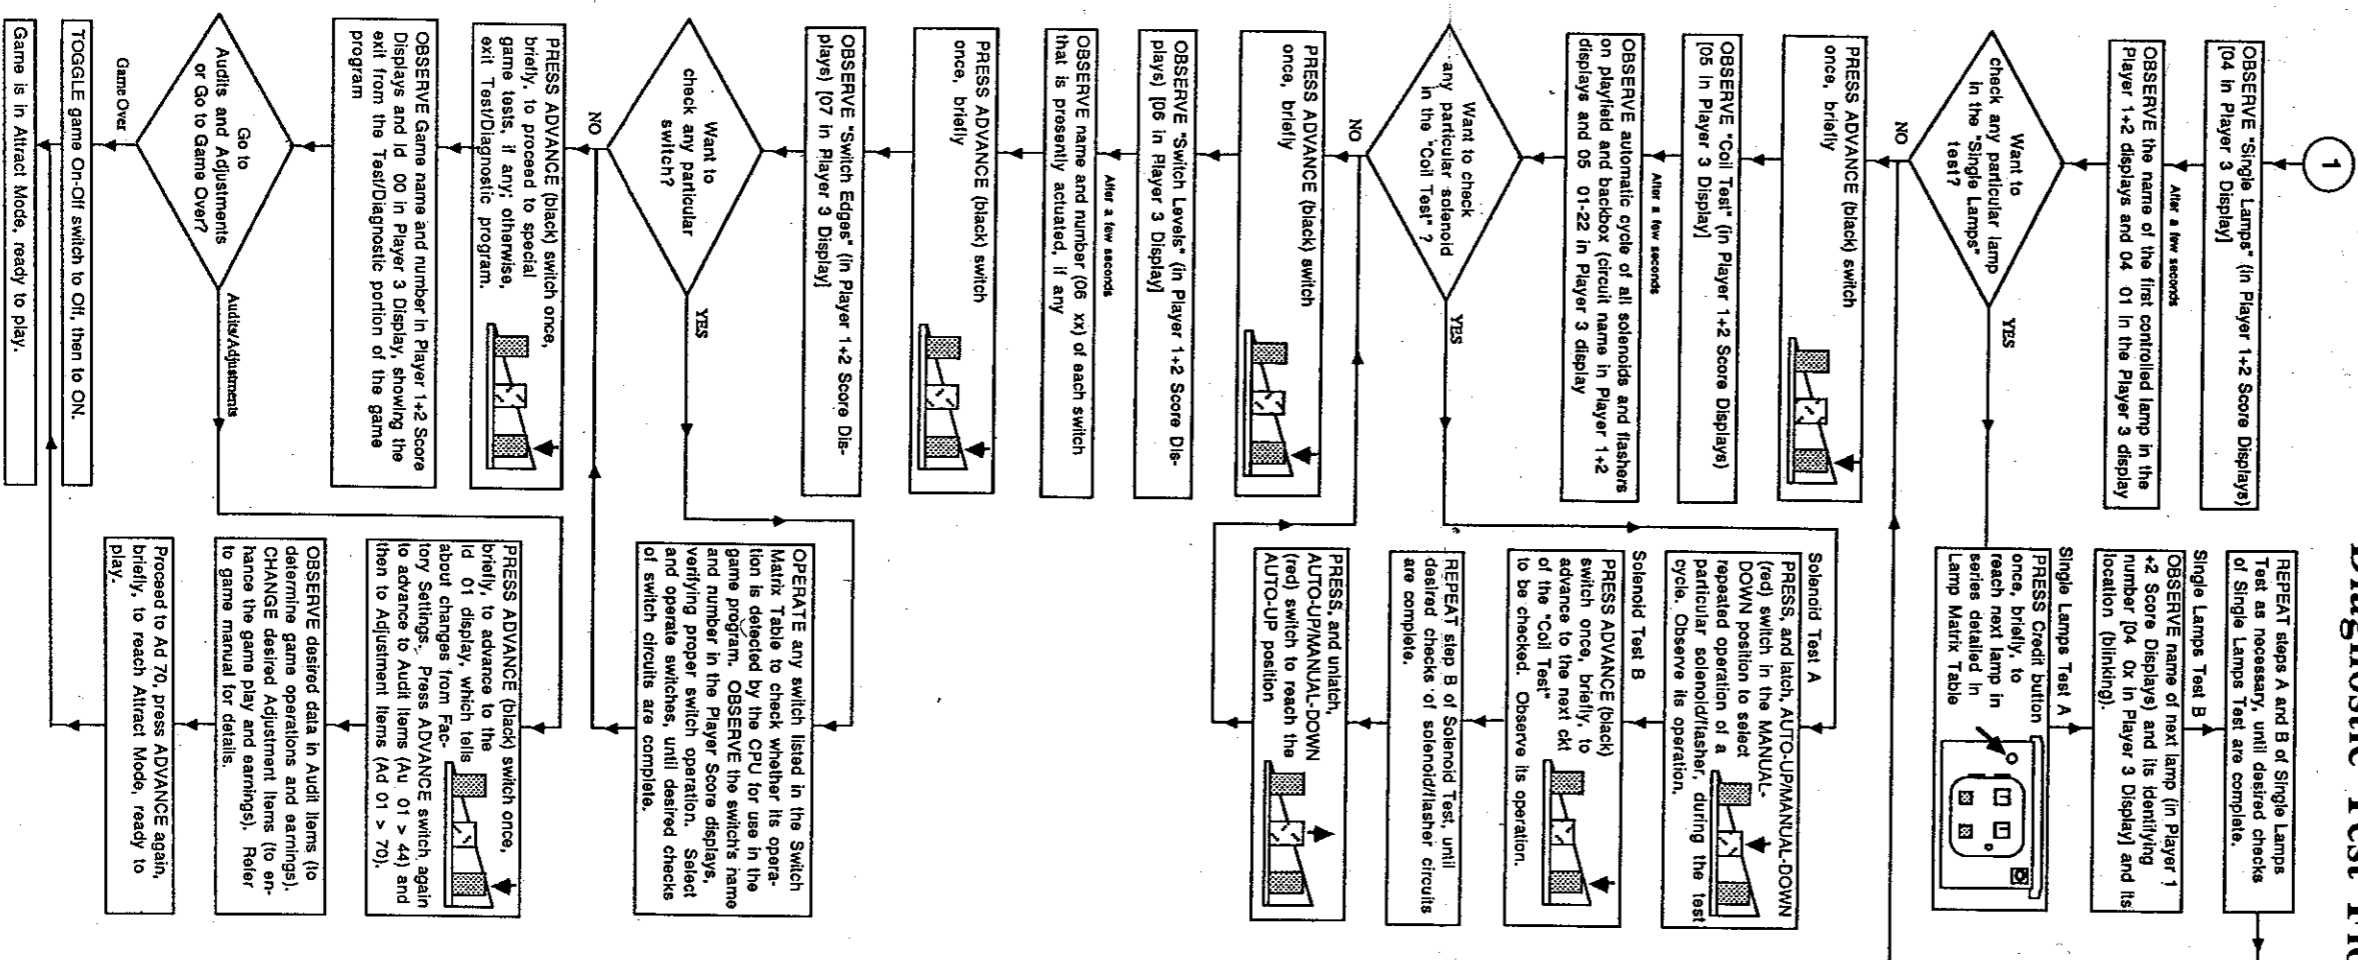 Diagnostic Test Flo
1
OBSERVE "Single Lamps" (in Player 1+2 Score Displays)
[04 in Player 3 Display]
After a few seconds
OBSERVE the name of the first controlled lamp in the
Player 1+2 displays and 04 01 in the Player 3 display
Want to
check any particular lamp
in the "Single Lamps"
test?
YES
NO
REPEAT steps A and B of Single Lamps
Test as necessary, until desired checks
of Single Lamps Test are complete.
Single Lamps Test B
OBSERVE name of next lamp (in Player 1
+2 Score Displays) and its identifying
number [04 0x in Player 3 Display] and its
location (blinking).
Single Lamps Test A
PRESS Credit button
once, briefly, to
reach next lamp in
series detailed in
Lamp Matrix Table
PRESS ADVANCE (black) switch
once, briefly
OBSERVE "Coil Test" (in Player 1+2 Score Displays)
[05 in Player 3 Display]
After a few seconds
OBSERVE automatic cycle of all solenoids and flashers
on playfield and backbox (circuit name in Player 1+2
displays and 05 01-22 in Player 3 display
Want to check
any particular solenoid
in the "Coil Test" ?
YES
NO
Solenoid Test A
PRESS, and latch, AUTO-UP/MANUAL-DOWN
(red) switch in the MANUAL-
DOWN position to select
repeated operation of a
particular solenoid/flasher, during the test
cycle. Observe its operation.
Solenoid Test B
PRESS ADVANCE (black)
switch once, briefly, to
advance to the next ckt
of the "Coil Test"
to be checked. Observe its operation.
REPEAT step B of Solenoid Test, until
desired checks of solenoid/flasher circuits
are complete.
PRESS, and unlatch,
AUTO-UP/MANUAL-DOWN
(red) switch to reach the
AUTO-UP position
PRESS ADVANCE (black) switch
once, briefly
OBSERVE "Switch Levels" (in Player 1+2 Score Dis-
plays) [06 in Player 3 Display]
After a few seconds
OBSERVE name and number (06 xx) of each switch
that is presently actuated, if any
PRESS ADVANCE (black) switch
once, briefly
OBSERVE "Switch Edges" (in Player 1+2 Score Dis-
plays) [07 in Player 3 Display]
Want to
check any particular
switch?
YES
NO
OPERATE any switch listed in the Switch
Matrix Table to check whether its opera-
tion is detected by the CPU for use in the
game program. OBSERVE the switch's name
and number in the Player Score displays,
verifying proper switch operation. Select
and operate switches, until desired checks
of switch circuits are complete.
PRESS ADVANCE (black) switch once,
briefly, to proceed to special
game tests, if any; otherwise,
exit Test/Diagnostic program.
OBSERVE Game name and number in Player 1+2 Score
Displays and Id 00 in Player 3 Display, showing the
exit from the Test/Diagnostic portion of the game
program
Go to
Audits and Adjustments
or Go to Game Over?
Audits/Adjustments
Game Over
PRESS ADVANCE (black) switch once,
briefly, to advance to the
Id 01 display, which tells
about changes from Fac-
tory Settings. Press ADVANCE switch again
to advance to Audit Items (Au 01 > 44) and
then to Adjustment Items (Ad 01 > 70).
OBSERVE desired data in Audit Items (to
determine game operations and earnings).
CHANGE desired Adjustment Items (to en-
hance the game play and earnings). Refer
to game manual for details.
Proceed to Ad 70, press ADVANCE again,
briefly, to reach Attract Mode, ready to
play.
TOGGLE game On-Off switch to Off, then to ON.
Game is in Attract Mode, ready to play.